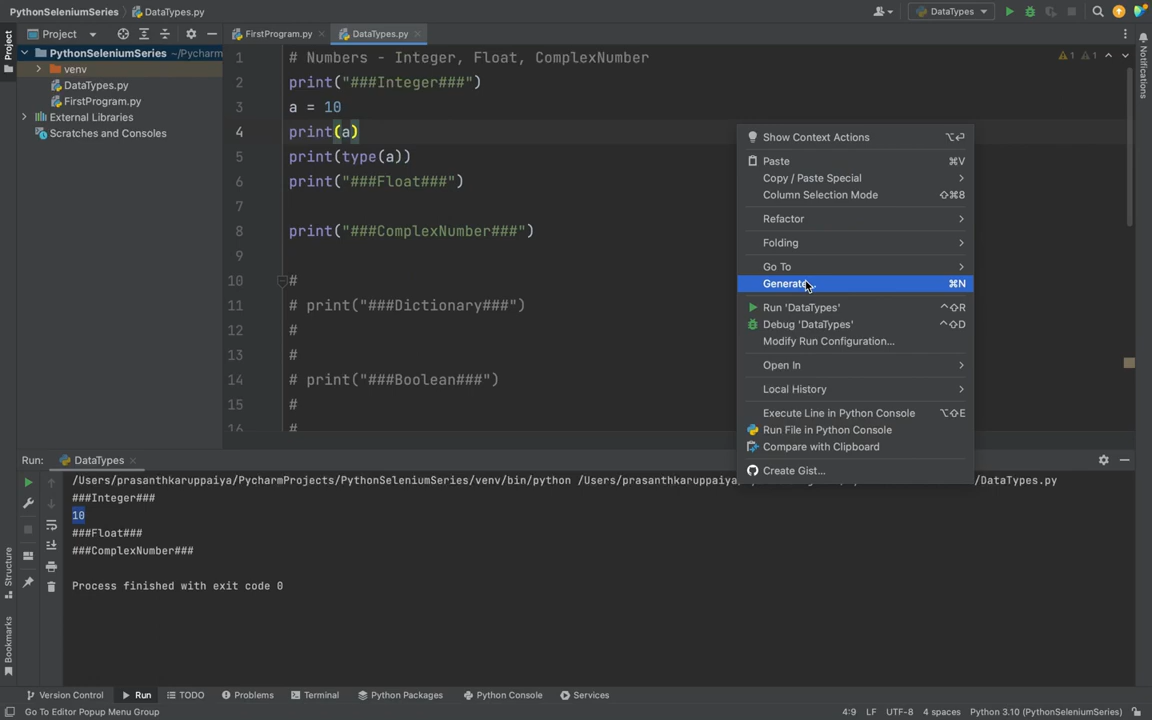 PythonSeleniumSeries DataTypes.py
DataTypes
Project
FirstProgram.py
DataTypes.py
Project
PythonSeleniumSeries ~/Pycharm
venv
DataTypes.py
FirstProgram.py
External Libraries
Scratches and Consoles
1 # Numbers - Integer, Float, ComplexNumber
2 print("###Integer###")
3 a = 10
4 print(a)
5 print(type(a))
6 print("###Float###")
7
8 print("###ComplexNumber###")
9
10 #
11 # print("###Dictionary###")
12 #
13 #
14 # print("###Boolean###")
15 #
16 #
1 1
Notifications
Show Context Actions ⌥⏎
Paste ⌘V
Copy / Paste Special
Column Selection Mode ⇧⌘8
Refactor
Folding
Go To
Generate... ⌘N
Run 'DataTypes' ^⇧R
Debug 'DataTypes' ^⇧D
Modify Run Configuration...
Open In
Local History
Execute Line in Python Console ⌥⇧E
Run File in Python Console
Compare with Clipboard
Create Gist...
Run: DataTypes
/Users/prasanthkaruppaiya/PycharmProjects/PythonSeleniumSeries/venv/bin/python /Users/prasanthkaruppaiya /DataTypes.py
###Integer###
10
###Float###
###ComplexNumber###
Process finished with exit code 0
Structure
Bookmarks
Version Control Run TODO Problems Terminal Python Packages Python Console Services
Go To Editor Popup Menu Group 4:9 LF UTF-8 4 spaces Python 3.10 (PythonSeleniumSeries)